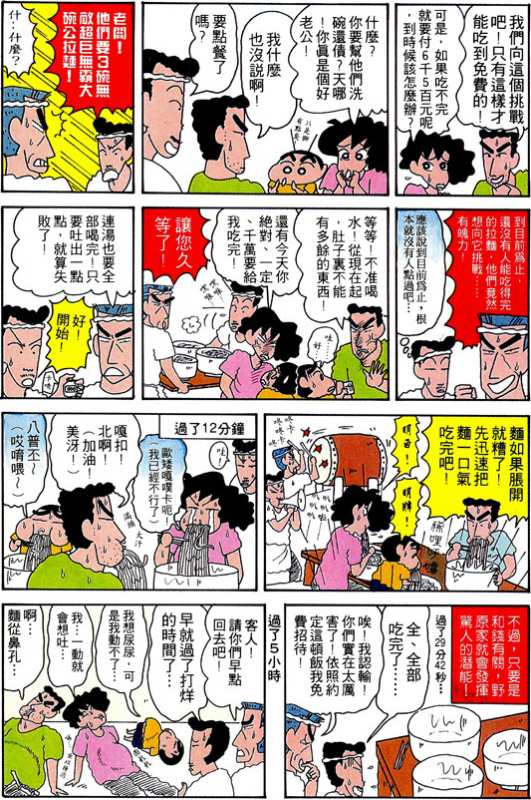 我們向這個挑戰
吧！只有這樣才
能吃到免費的！
可是，如果吃不完
就要付6千5百元呢
，到時候該怎麼辦？
什麼？
你要幫他們洗
碗還債？天哪
！你真是個好
老公！
我什麼
也沒說啊！
要點餐了
嗎？
老闆！
他們要3碗無
敵超巨無霸大
碗公拉麵！
什…什麼？
到目前為止，
還沒有人能吃得完
的拉麵，他們竟然
想向它挑戰……
有魄力！
應該說到目前為止，根
本就沒有人點過吧…
等等！不准喝
水！從現在起
，肚子裏不能
有多餘的東西
還有今天你
絕對、一定
、千萬要給
我吃完！
好！
讓您久
等了！
連湯也要全
部喝完！只
要吐出一點
點，就算失
敗了！
好！
開始！
麵如果脹開
就糟了！
先迅速把
麵一口氣
吃完吧！
稀哩
呼嚕
過了12分鐘
歐矮嘎噗卡呃！
（我已經不行了）
嘎扣！
北啊！
（加油！
美冴！）
八普丕～
（哎唷喂～）
不過，只要是
和錢有關，野
原家就會發揮
驚人的潛能！
過了29分42秒…
全、全部
吃完了…
唉！我認輸！
你們實在太厲
害了！依照約
定這頓飯我免
費招待！
過了5小時
客人！
請你們早點
回去吧！
早就過了打烊
的時間了…
我想尿尿，可
是我動不了…
我…一動就
會想吐…
啊…
麵從鼻孔…